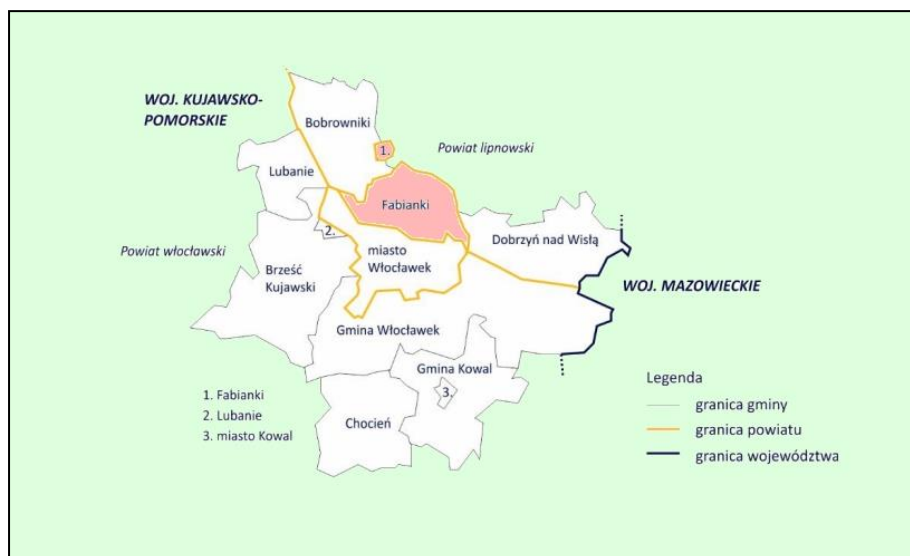 WOJ. KUJAWSKO-
POMORSKIE
Bobrowniki
1.
Powiat lipnowski
Lubanie
Fabianki
2.
Dobrzyń nad Wisłą
Powiat włocławski
miasto
Włocławek
Brześć
Kujawski
WOJ. MAZOWIECKIE
Gmina Włocławek
Gmina Kowal
3.
Chocień
1. Fabianki
2. Lubanie
3. miasto Kowal
Legenda
granica gminy
granica powiatu
granica województwa